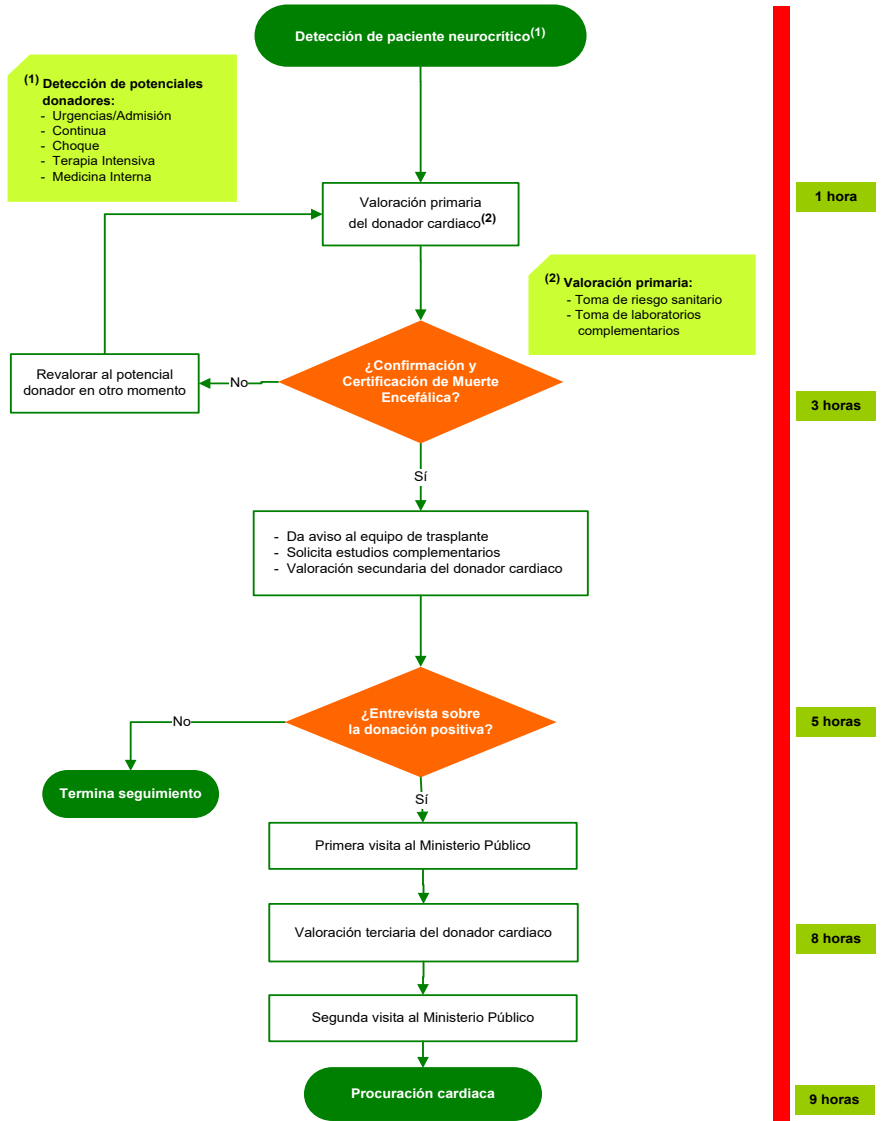 Detección de paciente neurocrítico(1)
(1) Detección de potenciales
donadores:
- Urgencias/Admisión
- Continua
- Choque
- Terapia Intensiva
- Medicina Interna
1 hora
Valoración primaria
del donador cardiaco(2)
(2) Valoración primaria:
- Toma de riesgo sanitario
- Toma de laboratorios
complementarios
¿Confirmación y
Certificación de Muerte
Encefálica?
No
Revalorar al potencial
donador en otro momento
3 horas
Sí
- Da aviso al equipo de trasplante
- Solicita estudios complementarios
- Valoración secundaria del donador cardiaco
¿Entrevista sobre
la donación positiva?
No
5 horas
Termina seguimiento
Sí
Primera visita al Ministerio Público
Valoración terciaria del donador cardiaco
8 horas
Segunda visita al Ministerio Público
Procuración cardiaca
9 horas